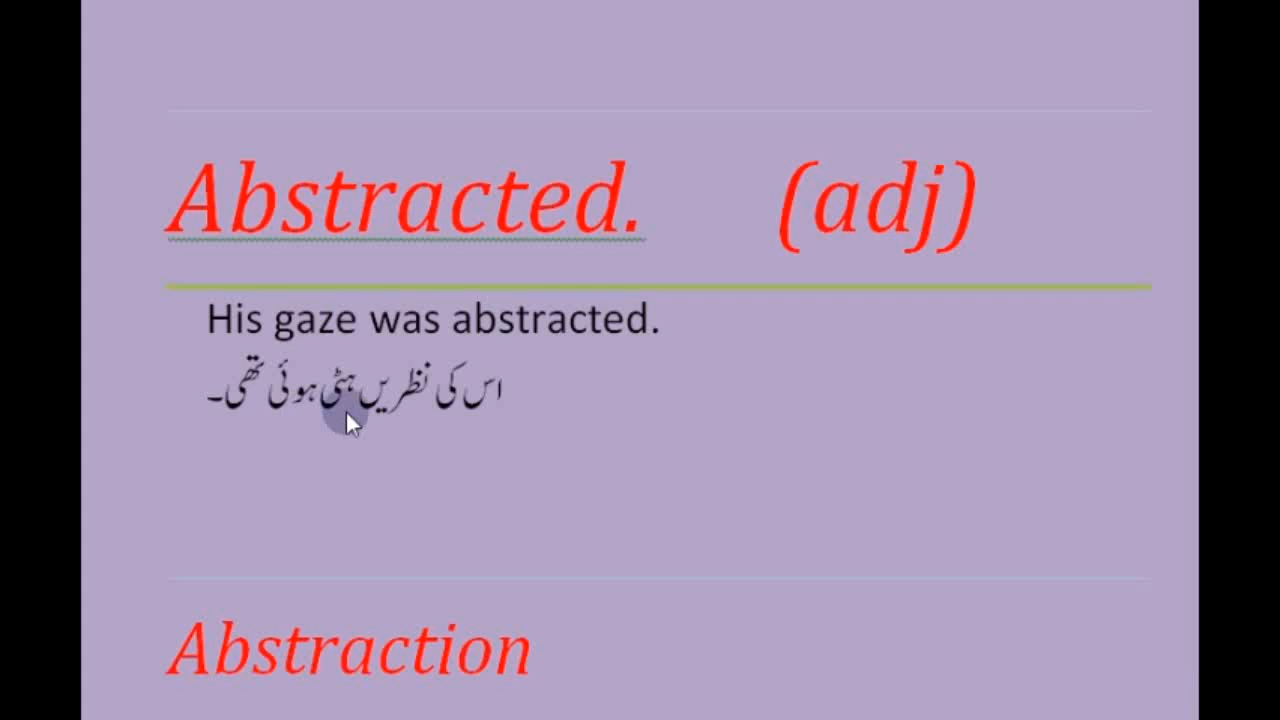 Abstracted. (adj)
His gaze was abstracted.
اس کی نظریں ہٹی ہوئی تھی۔
Abstraction